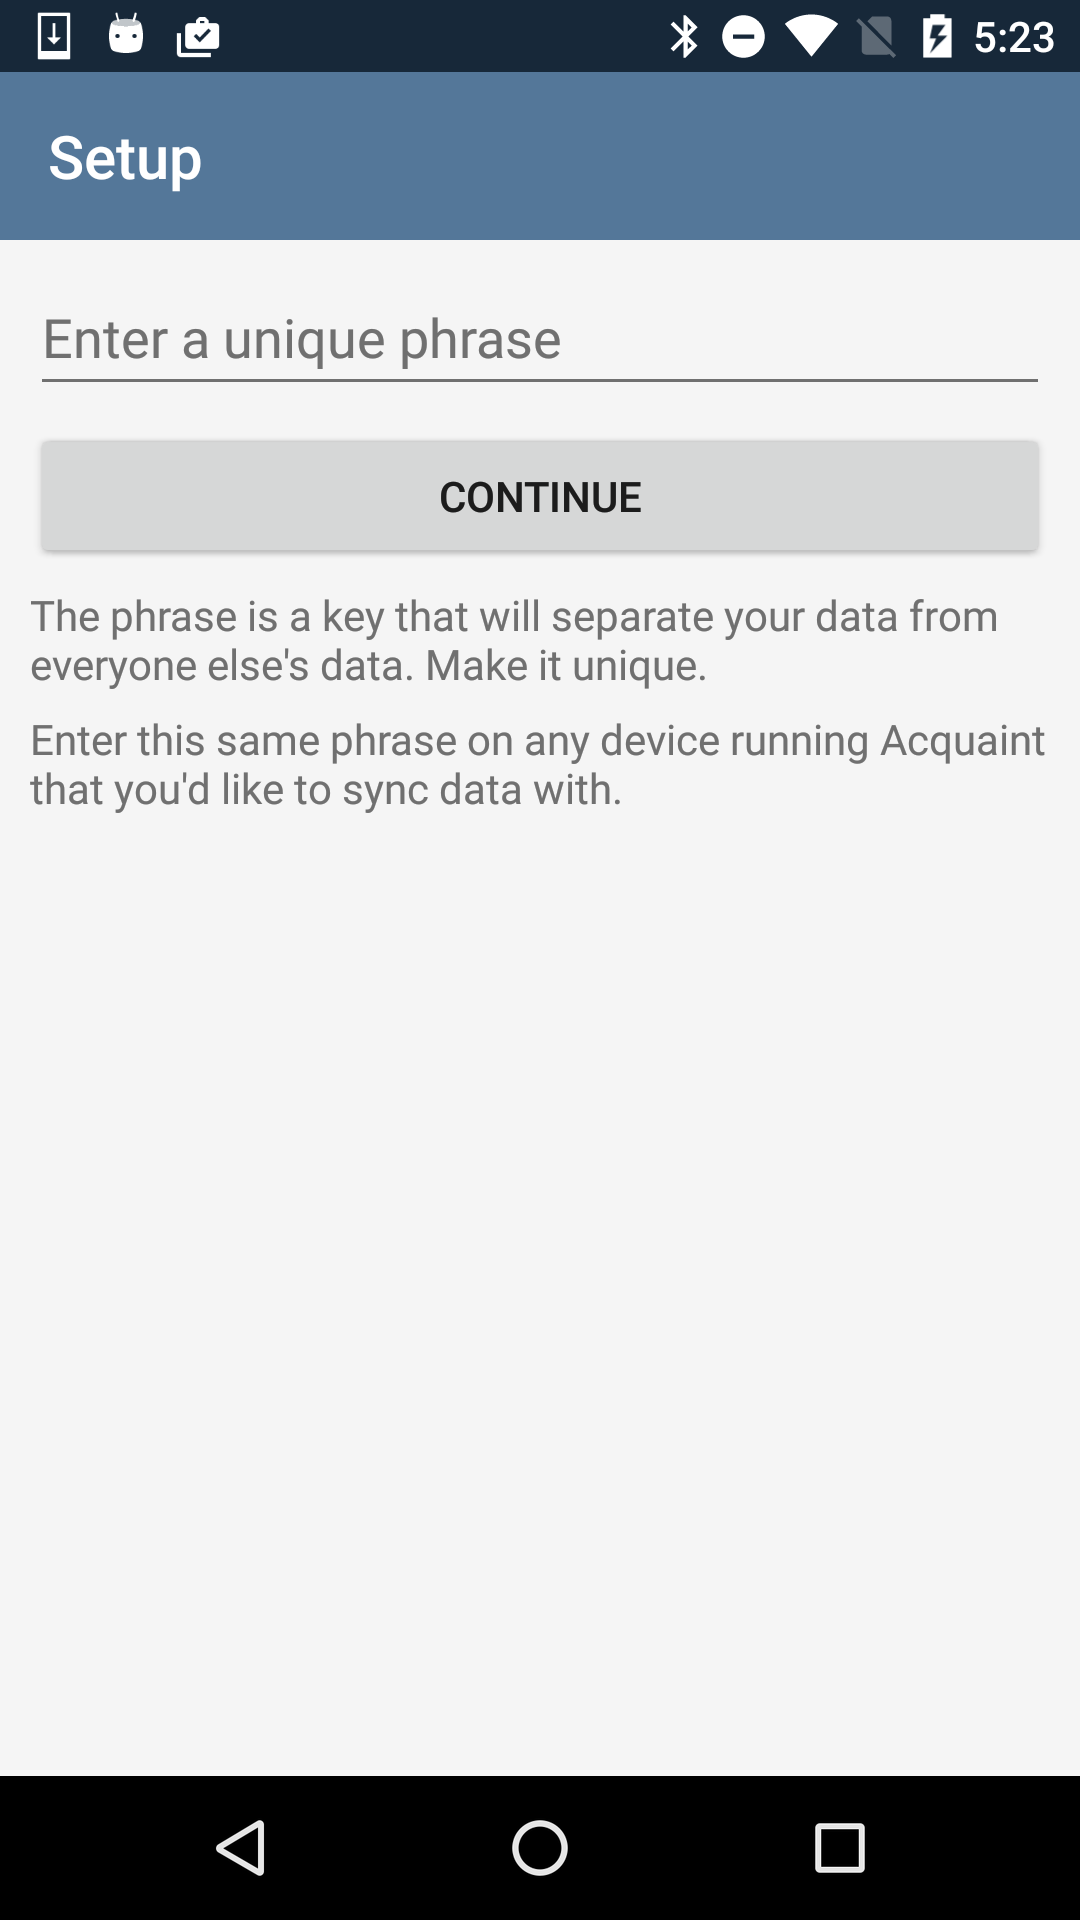 5:23
Setup
Enter a unique phrase
CONTINUE
The phrase is a key that will separate your data from
everyone else's data. Make it unique.
Enter this same phrase on any device running Acquaint
that you'd like to sync data with.